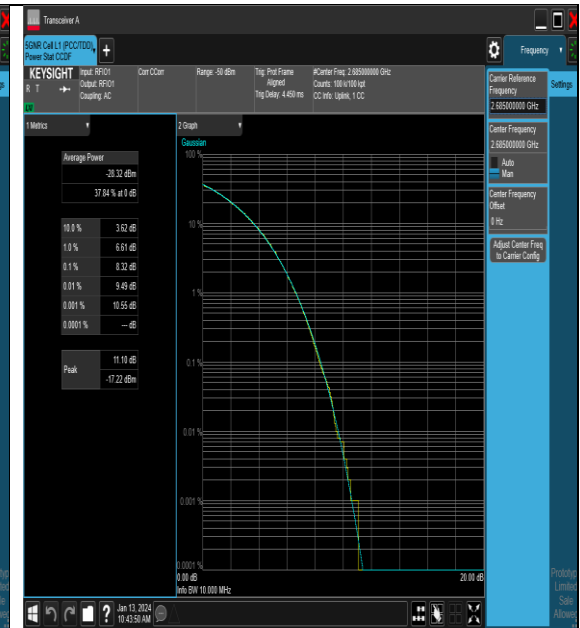 Transceiver A
5GNR Cell L1 (PCC/TDD),
Power Stat CCDF
Frequency
KEYSIGHT
R T
Input: RFIO1
Output: RFIO1
Coupling: AC
Corr CCorr
Range: -50 dBm
Trig: Prot Frame
Aligned
Trig Delay: 4.450 ms
#Center Freq: 2.685000000 GHz
Counts: 100 k/100 kpt
CC Info: Uplink, 1 CC
Carrier Reference
Frequency
2.685000000 GHz
Settings
1 Metrics
2 Graph
Center Frequency
2.685000000 GHz
Auto
Man
Center Frequency
Offset
0 Hz
Adjust Center Freq
to Carrier Config
Average Power
-28.32 dBm
37.84 % at 0 dB
10.0 % 3.62 dB
1.0 % 6.61 dB
0.1 % 8.32 dB
0.01 % 9.49 dB
0.001 % 10.55 dB
0.0001 % --- dB
Peak
11.10 dB
-17.22 dBm
Gaussian
100 %
10 %
1 %
0.1 %
0.01 %
0.001 %
0.0001 %
0.00 dB
20.00 dB
Info BW 10.000 MHz
Jan 13, 2024
10:43:50 AM
Limited
Sale